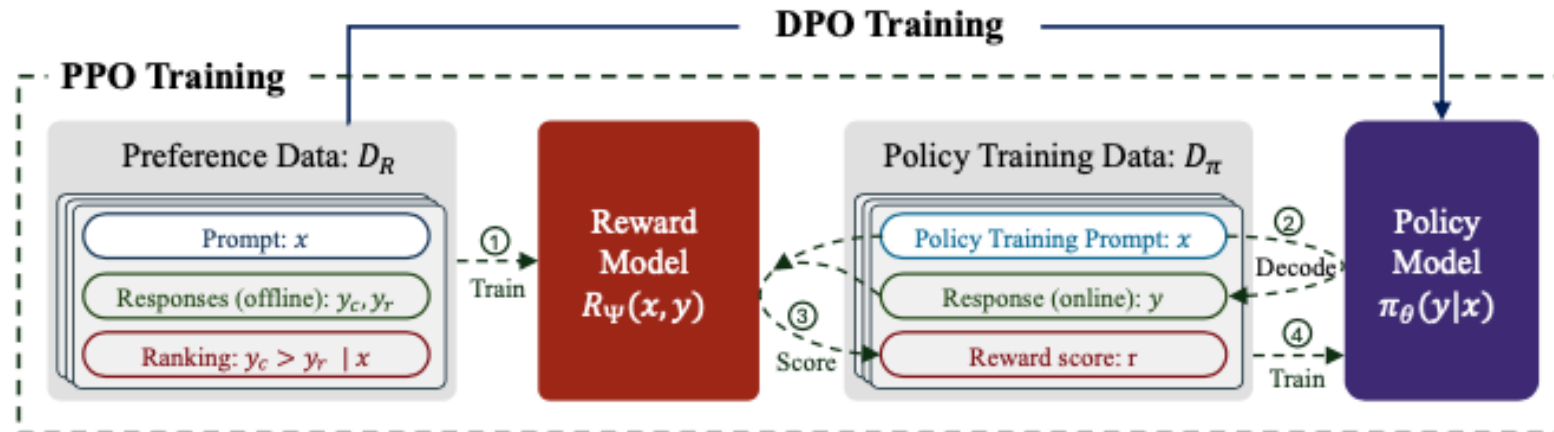 DPO Training
PPO Training
Preference Data: D_R
Prompt: x
Responses (offline): y_c, y_r
Ranking: y_c > y_r | x
①
Train
Reward
Model
R_Ψ(x, y)
③
Score
Policy Training Data: D_π
Policy Training Prompt: x
Response (online): y
Reward score: r
②
Decode
④
Train
Policy
Model
π_θ(y|x)